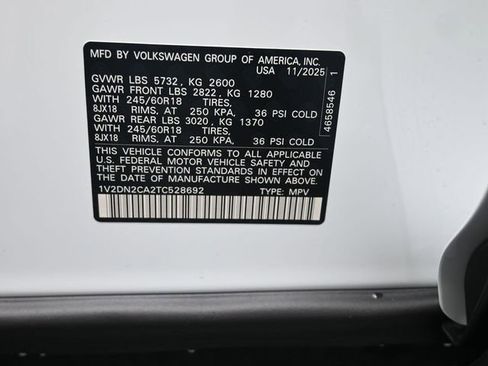 MFD BY VOLKSWAGEN GROUP OF AMERICA, INC.
USA 11/2025
GVWR LBS 5732 , KG 2600
GAWR FRONT LBS 2822, KG 1280
WITH 245/60R18 TIRES,
8JX18 RIMS, AT 250 KPA, 36 PSI COLD
GAWR REAR LBS 3020, KG 1370
WITH 245/60R18 TIRES,
8JX18 RIMS, AT 250 KPA, 36 PSI COLD
THIS VEHICLE CONFORMS TO ALL APPLICABLE
U.S. FEDERAL MOTOR VEHICLE SAFETY AND
THEFT PREVENTION STANDARDS IN EFFECT ON
THE DATE OF MANUFACTURE SHOWN ABOVE.
1V2DN2CA2TC528692 TYPE: MPV
4658546 1